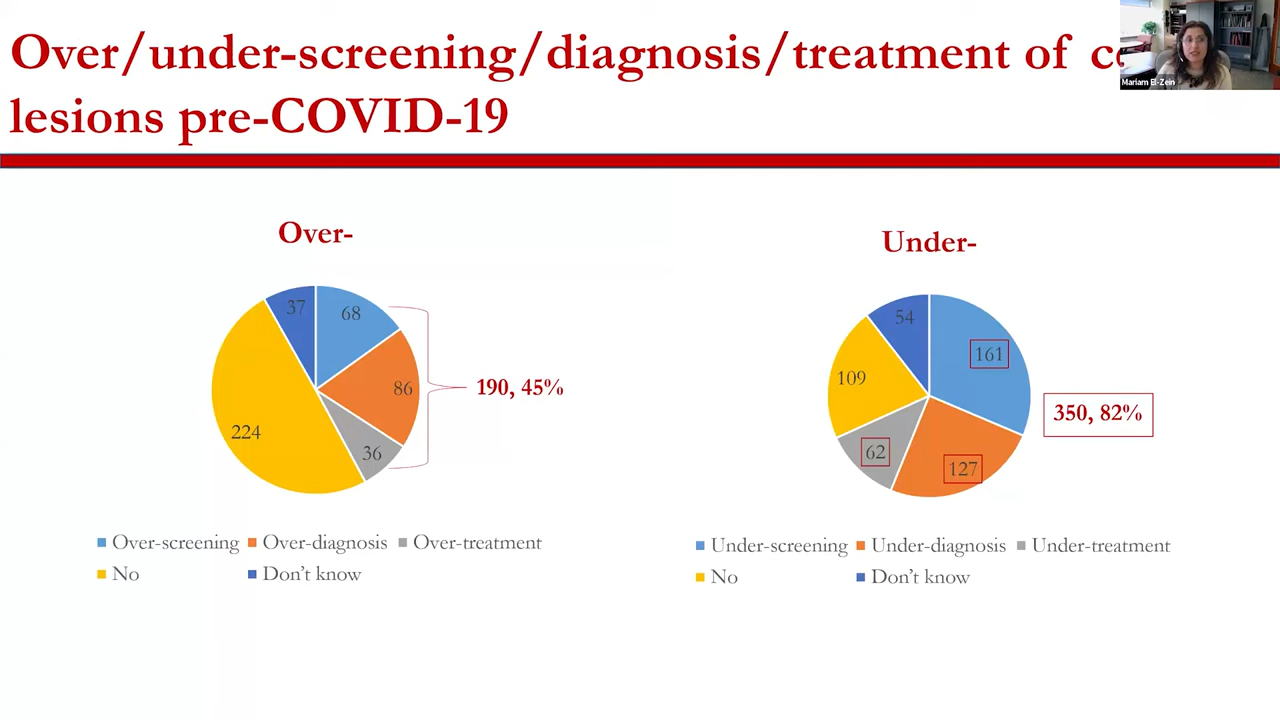 Over/under-screening/diagnosis/treatment of
lesions pre-COVID-19
Mariam El-Zein
Over-
37
68
86
36
224
190, 45%
Over-screening Over-diagnosis Over-treatment
No Don't know
Under-
54
161
109
62
127
350, 82%
Under-screening Under-diagnosis Under-treatment
No Don't know